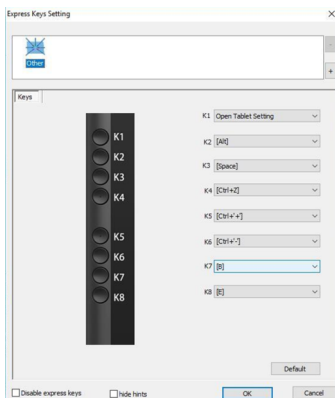 Express Keys Setting
Other
Keys
K1
K2
K3
K4
K5
K6
K7
K8
K1 Open Tablet Setting
K2 [Alt]
K3 [Space]
K4 [Ctrl+Z]
K5 [Ctrl+'+']
K6 [Ctrl+'-']
K7 [B]
K8 [E]
Default
Disable express keys
hide hints
OK
Cancel